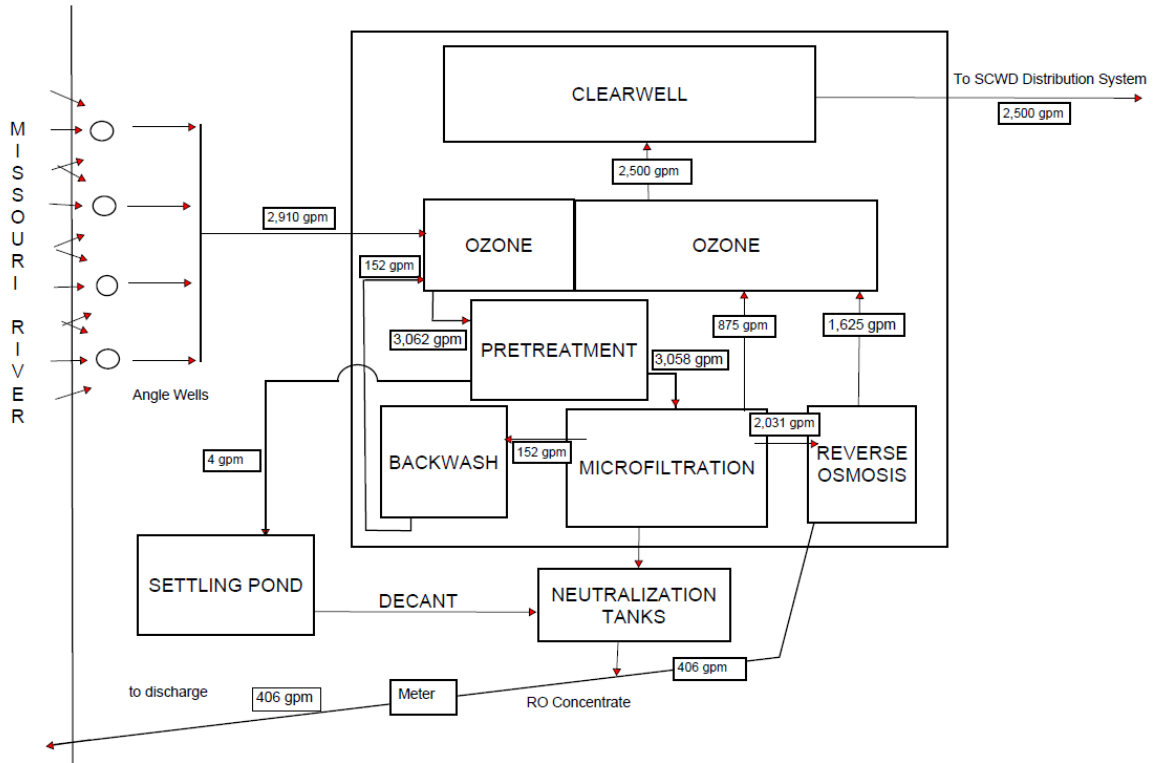 MISSOURI RIVER
CLEARWELL
To SCWD Distribution System
2,500 gpm
2,500 gpm
2,910 gpm
OZONE
OZONE
152 gpm
3,062 gpm
PRETREATMENT
875 gpm
1,625 gpm
3,058 gpm
Angle Wells
2,031 gpm
4 gpm
BACKWASH
152 gpm
MICROFILTRATION
REVERSE
OSMOSIS
SETTLING POND
DECANT
NEUTRALIZATION
TANKS
406 gpm
to discharge
406 gpm
Meter
RO Concentrate